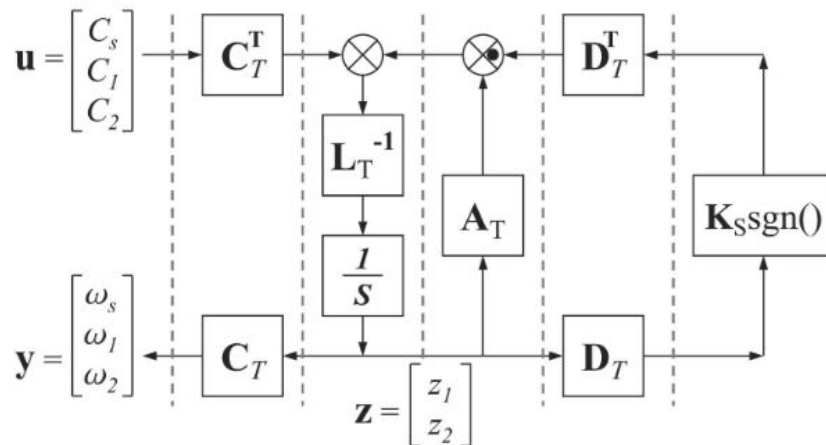 u = [C_s C_1 C_2]
C_T^T
D_T^T
L_T^-1
A_T
K_S sgn()
1/S
y = [ω_s ω_1 ω_2]
C_T
D_T
z = [z_1 z_2]